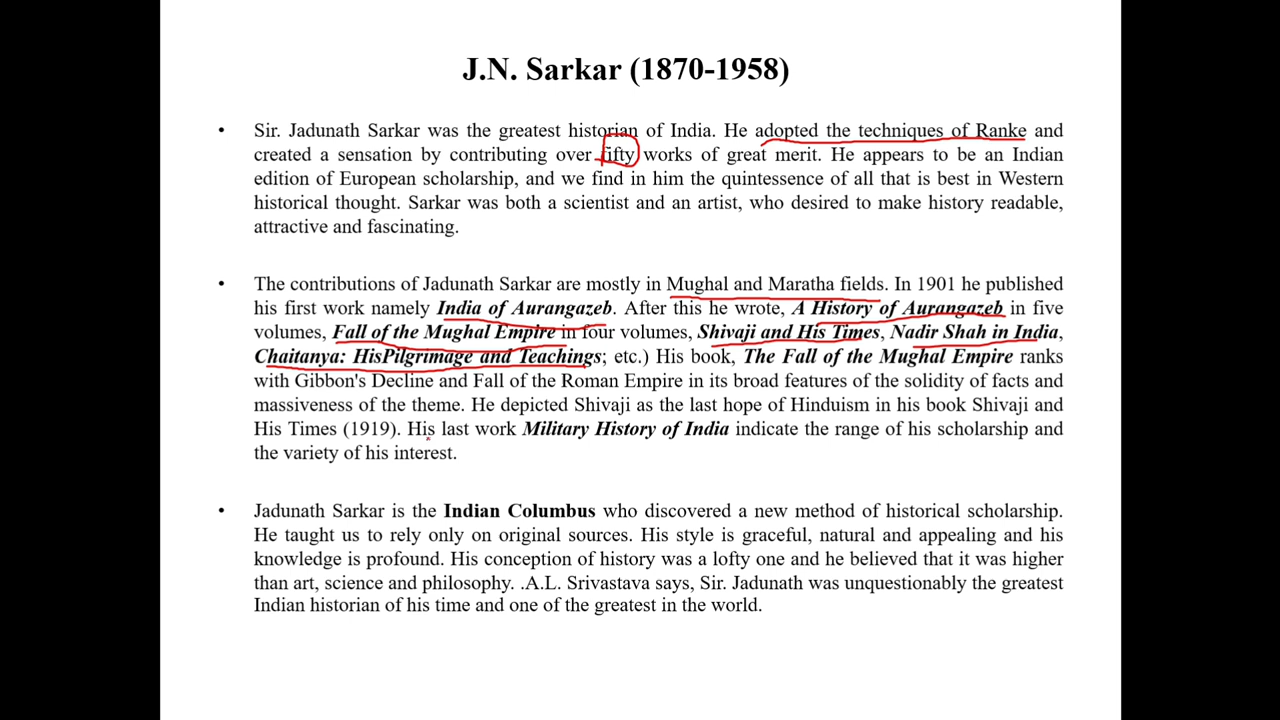 J.N. Sarkar (1870-1958)
• Sir. Jadunath Sarkar was the greatest historian of India. He adopted the techniques of Ranke and
created a sensation by contributing over fifty works of great merit. He appears to be an Indian
edition of European scholarship, and we find in him the quintessence of all that is best in Western
historical thought. Sarkar was both a scientist and an artist, who desired to make history readable,
attractive and fascinating.
• The contributions of Jadunath Sarkar are mostly in Mughal and Maratha fields. In 1901 he published
his first work namely India of Aurangazeb. After this he wrote, A History of Aurangazeb in five
volumes, Fall of the Mughal Empire in four volumes, Shivaji and His Times, Nadir Shah in India,
Chaitanya: HisPilgrimage and Teachings; etc.) His book, The Fall of the Mughal Empire ranks
with Gibbon's Decline and Fall of the Roman Empire in its broad features of the solidity of facts and
massiveness of the theme. He depicted Shivaji as the last hope of Hinduism in his book Shivaji and
His Times (1919). His last work Military History of India indicate the range of his scholarship and
the variety of his interest.
• Jadunath Sarkar is the Indian Columbus who discovered a new method of historical scholarship.
He taught us to rely only on original sources. His style is graceful, natural and appealing and his
knowledge is profound. His conception of history was a lofty one and he believed that it was higher
than art, science and philosophy. .A.L. Srivastava says, Sir. Jadunath was unquestionably the greatest
Indian historian of his time and one of the greatest in the world.